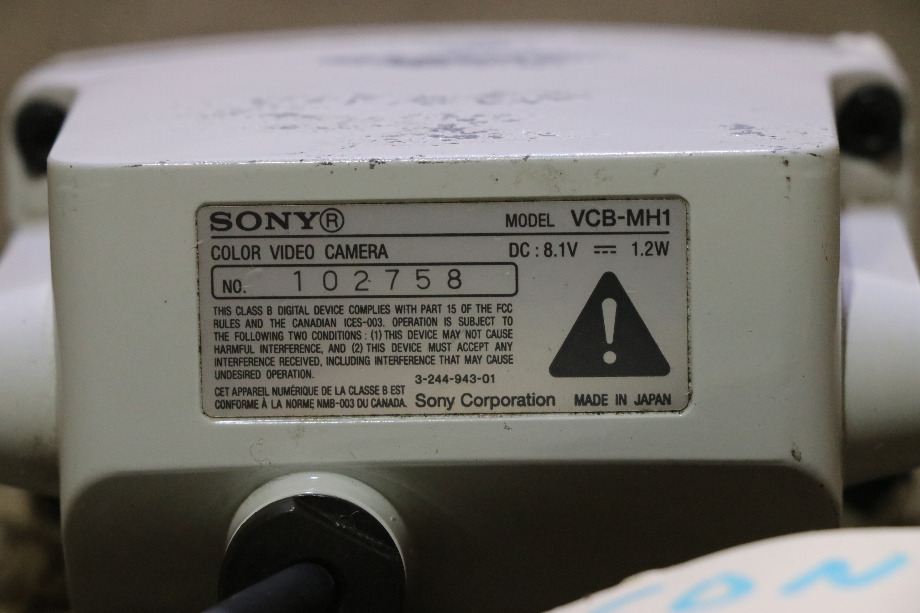 SONY®
MODEL VCB-MH1
COLOR VIDEO CAMERA
DC : 8.1V ⎓ 1.2W
NO. 102758
THIS CLASS B DIGITAL DEVICE COMPLIES WITH PART 15 OF THE FCC
RULES AND THE CANADIAN ICES-003. OPERATION IS SUBJECT TO
THE FOLLOWING TWO CONDITIONS : (1) THIS DEVICE MAY NOT CAUSE
HARMFUL INTERFERENCE, AND (2) THIS DEVICE MUST ACCEPT ANY
INTERFERENCE RECEIVED, INCLUDING INTERFERENCE THAT MAY CAUSE
UNDESIRED OPERATION.
3-244-943-01
CET APPAREIL NUMÉRIQUE DE LA CLASSE B EST
CONFORME À LA NORME NMB-003 DU CANADA.
Sony Corporation
MADE IN JAPAN
CON